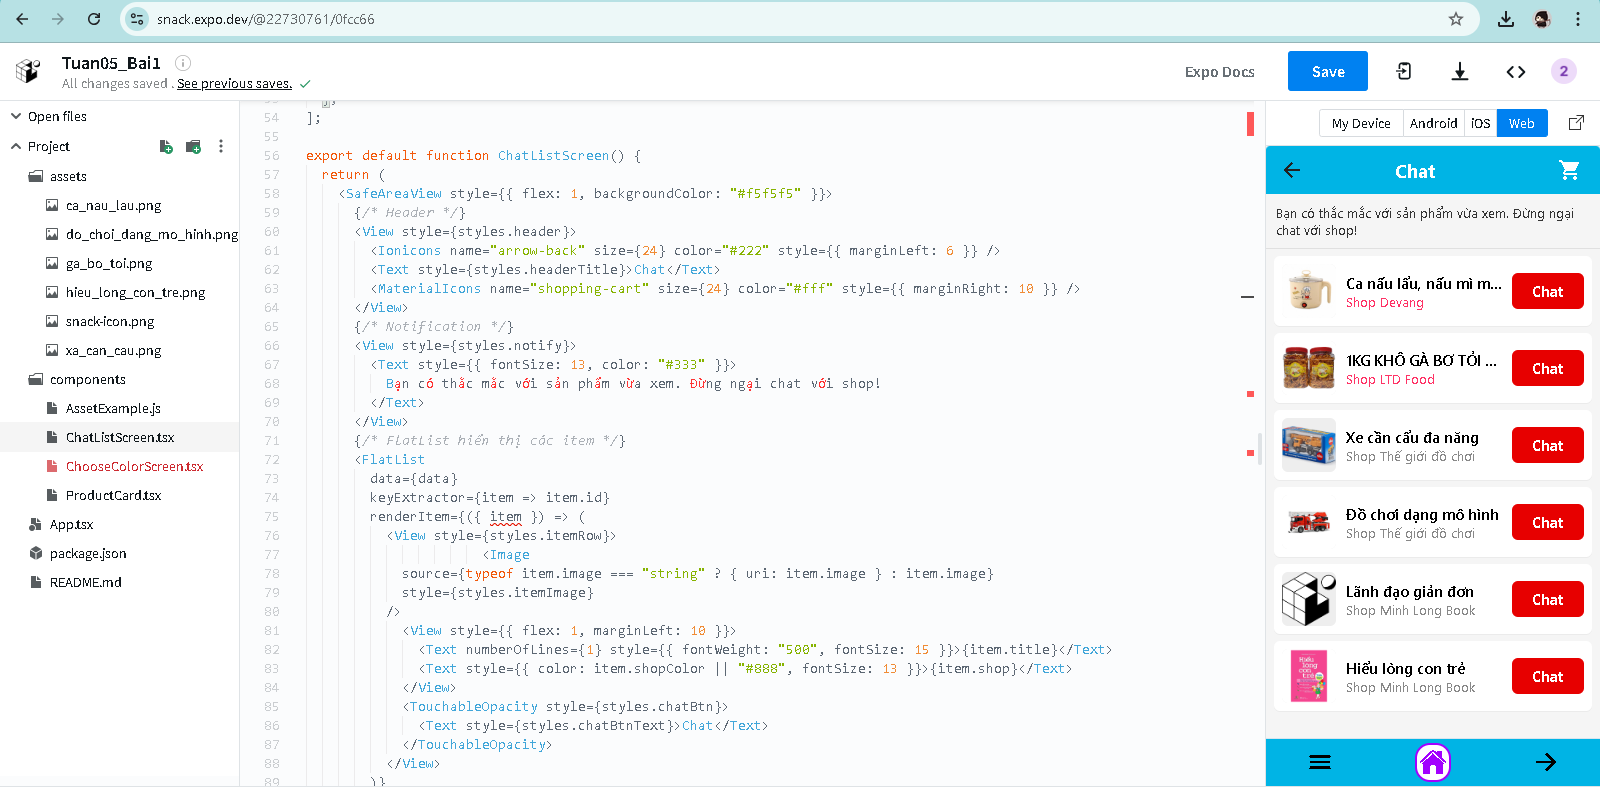 snack.expo.dev/@22730761/0fcc66
Tuan05_Bai1
All changes saved . See previous saves.
Expo Docs
Save
2
Open files
Project
assets
ca_nau_lau.png
do_choi_dang_mo_hinh.png
ga_bo_toi.png
hieu_long_con_tre.png
snack-icon.png
xa_can_cau.png
components
AssetExample.js
ChatListScreen.tsx
ChooseColorScreen.tsx
ProductCard.tsx
App.tsx
package.json
README.md
54 ];
55
56 export default function ChatListScreen() {
57 return (
58 <SafeAreaView style={{ flex: 1, backgroundColor: "#f5f5f5" }}>
59 {/* Header */}
60 <View style={styles.header}>
61 <Ionicons name="arrow-back" size={24} color="#222" style={{ marginLeft: 6 }} />
62 <Text style={styles.headerTitle}>Chat</Text>
63 <MaterialIcons name="shopping-cart" size={24} color="#fff" style={{ marginRight: 10 }} />
64 </View>
65 {/* Notification */}
66 <View style={styles.notify}>
67 <Text style={{ fontSize: 13, color: "#333" }}>
68 Bạn có thắc mắc với sản phẩm vừa xem. Đừng ngại chat với shop!
69 </Text>
70 </View>
71 {/* FlatList hiển thị các item */}
72 <FlatList
73 data={data}
74 keyExtractor={item => item.id}
75 renderItem={({ item }) => (
76 <View style={styles.itemRow}>
77 <Image
78 source={typeof item.image === "string" ? { uri: item.image } : item.image}
79 style={styles.itemImage}
80 />
81 <View style={{ flex: 1, marginLeft: 10 }}>
82 <Text numberOfLines={1} style={{ fontWeight: "500", fontSize: 15 }}>{item.title}</Text>
83 <Text style={{ color: item.shopColor || "#888", fontSize: 13 }}>{item.shop}</Text>
84 </View>
85 <TouchableOpacity style={styles.chatBtn}>
86 <Text style={styles.chatBtnText}>Chat</Text>
87 </TouchableOpacity>
88 </View>
89 )}
My Device
Android
iOS
Web
Chat
Bạn có thắc mắc với sản phẩm vừa xem. Đừng ngại
chat với shop!
Ca nấu lẩu, nấu mì m...
Shop Devang
Chat
1KG KHÔ GÀ BƠ TỎI ...
Shop LTD Food
Chat
Xe cần cẩu đa năng
Shop Thế giới đồ chơi
Chat
Đồ chơi dạng mô hình
Shop Thế giới đồ chơi
Chat
Lãnh đạo giản đơn
Shop Minh Long Book
Chat
Hiểu lòng con trẻ
Shop Minh Long Book
Chat